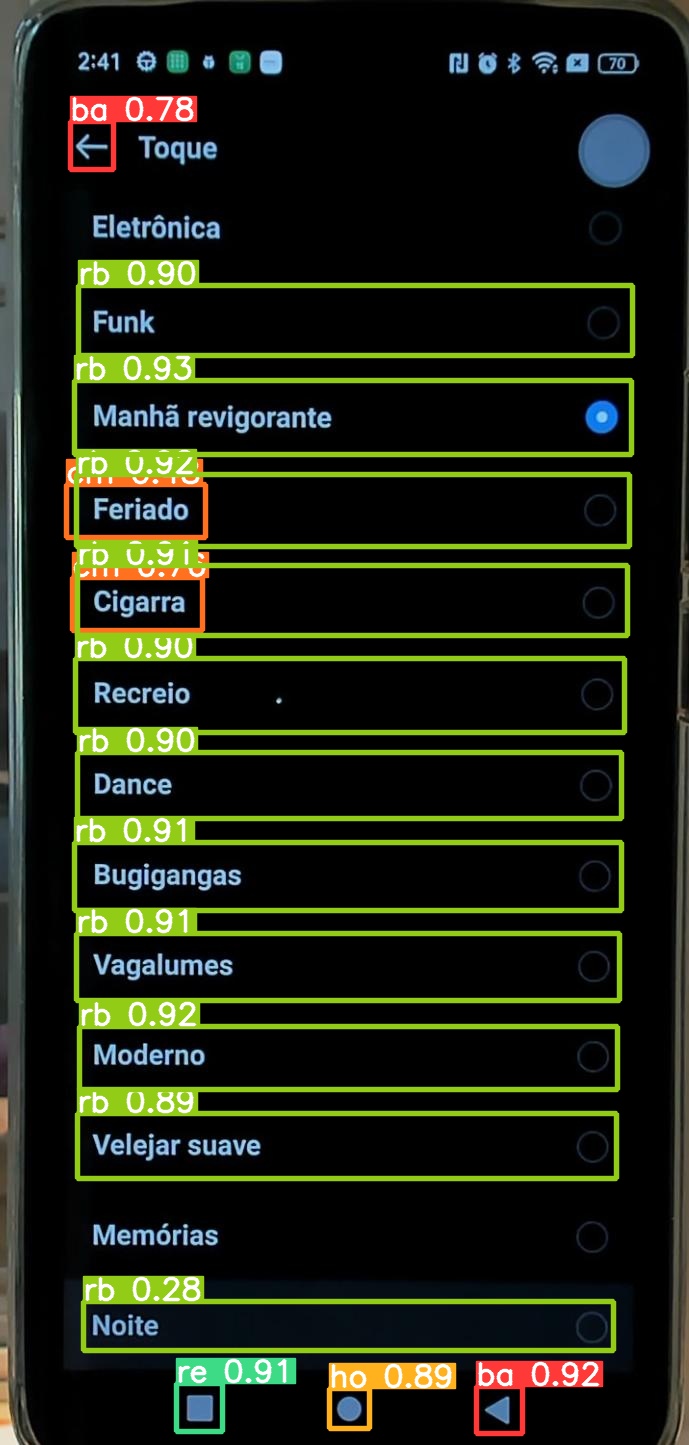 2:41 70
ba 0.78
Toque
Eletrônica
rb 0.90
Funk
rb 0.93
Manhã revigorante
rb 0.92
Feriado
rb 0.91
Cigarra
rb 0.90
Recreio
rb 0.90
Dance
rb 0.91
Bugigangas
rb 0.91
Vagalumes
rb 0.92
Moderno
rb 0.89
Velejar suave
Memórias
rb 0.28
Noite
re 0.91 ho 0.89 ba 0.92